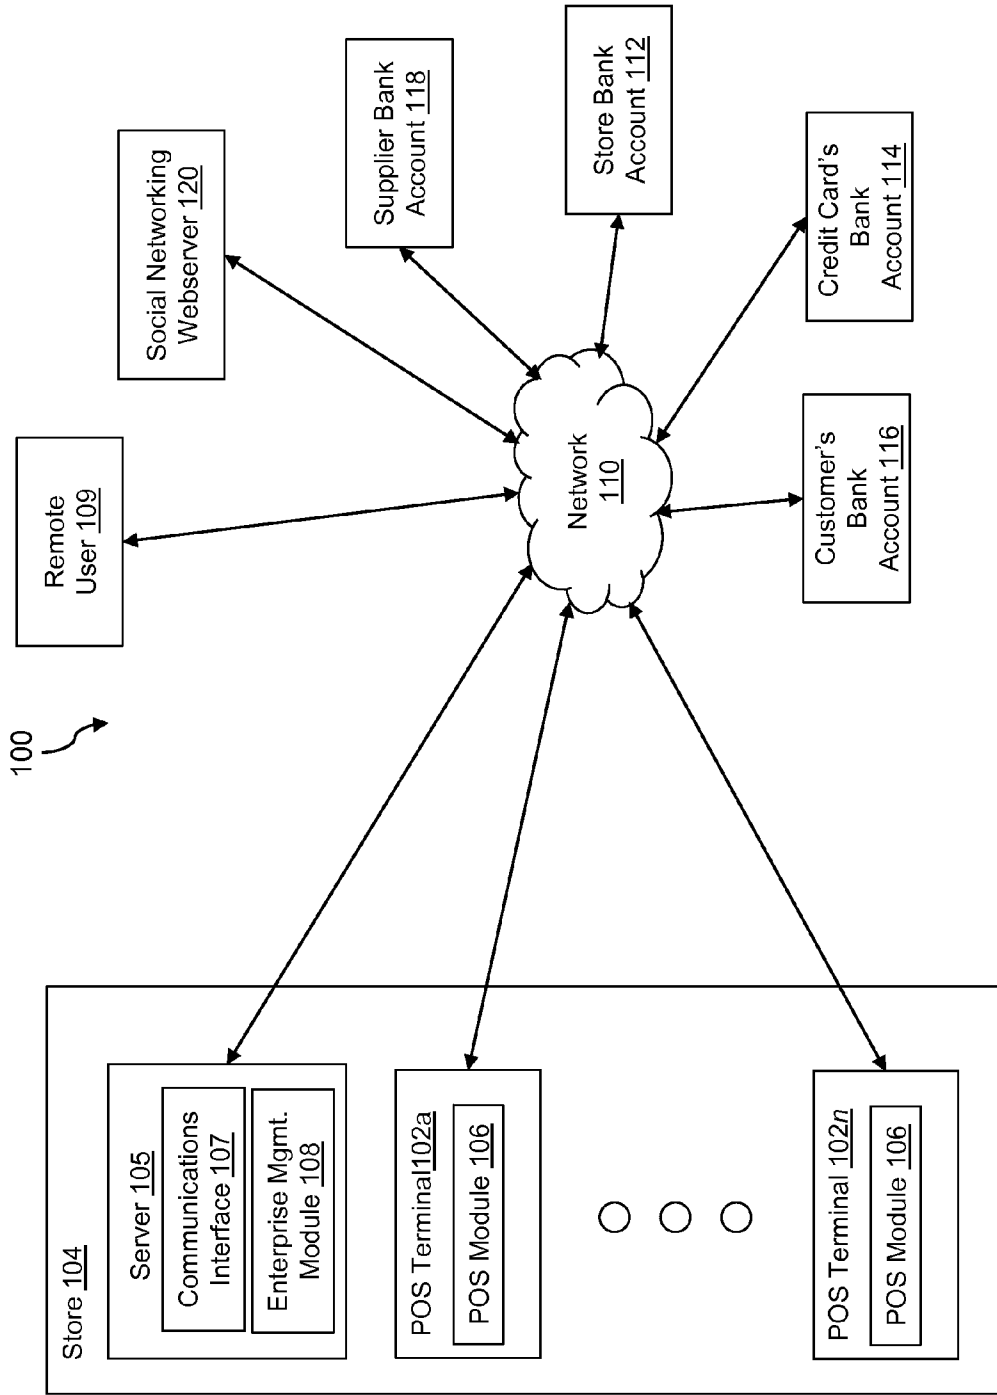 100
Store 104
Server 105
Communications
Interface 107
Enterprise Mgmt.
Module 108
POS Terminal102a
POS Module 106
POS Terminal 102n
POS Module 106
Remote
User 109
Social Networking
Webserver 120
Supplier Bank
Account 118
Store Bank
Account 112
Credit Card's
Bank
Account 114
Customer's
Bank
Account 116
Network
110